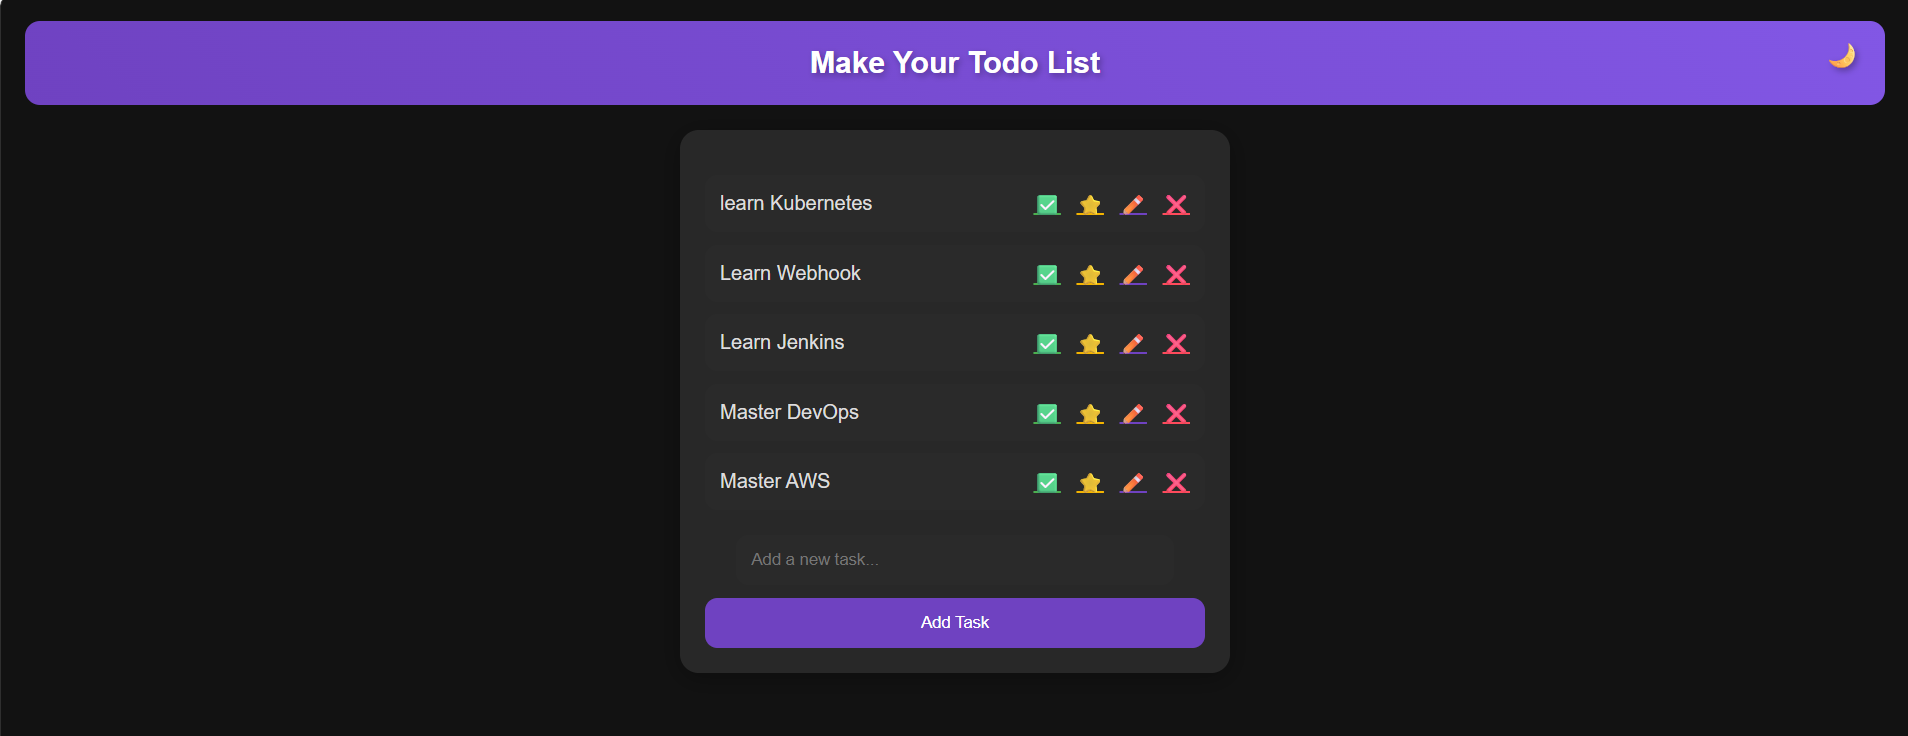 Make Your Todo List
learn Kubernetes
Learn Webhook
Learn Jenkins
Master DevOps
Master AWS
Add a new task...
Add Task